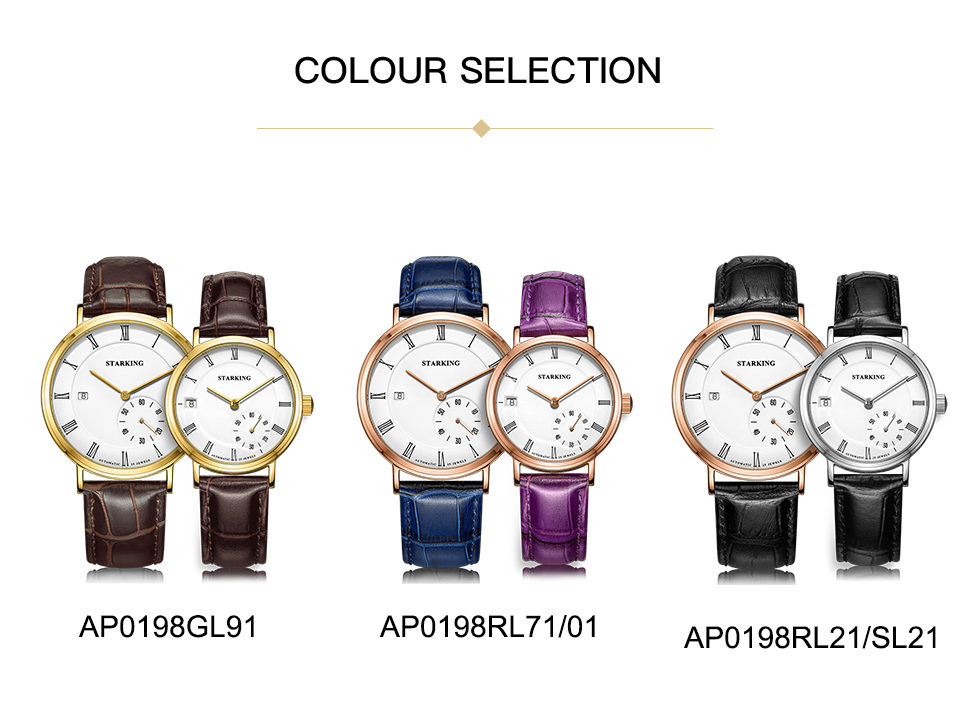 COLOUR SELECTION
STARKING
STARKING
STARKING
STARKING
STARKING
STARKING
AP0198GL91
AP0198RL71/01
AP0198RL21/SL21